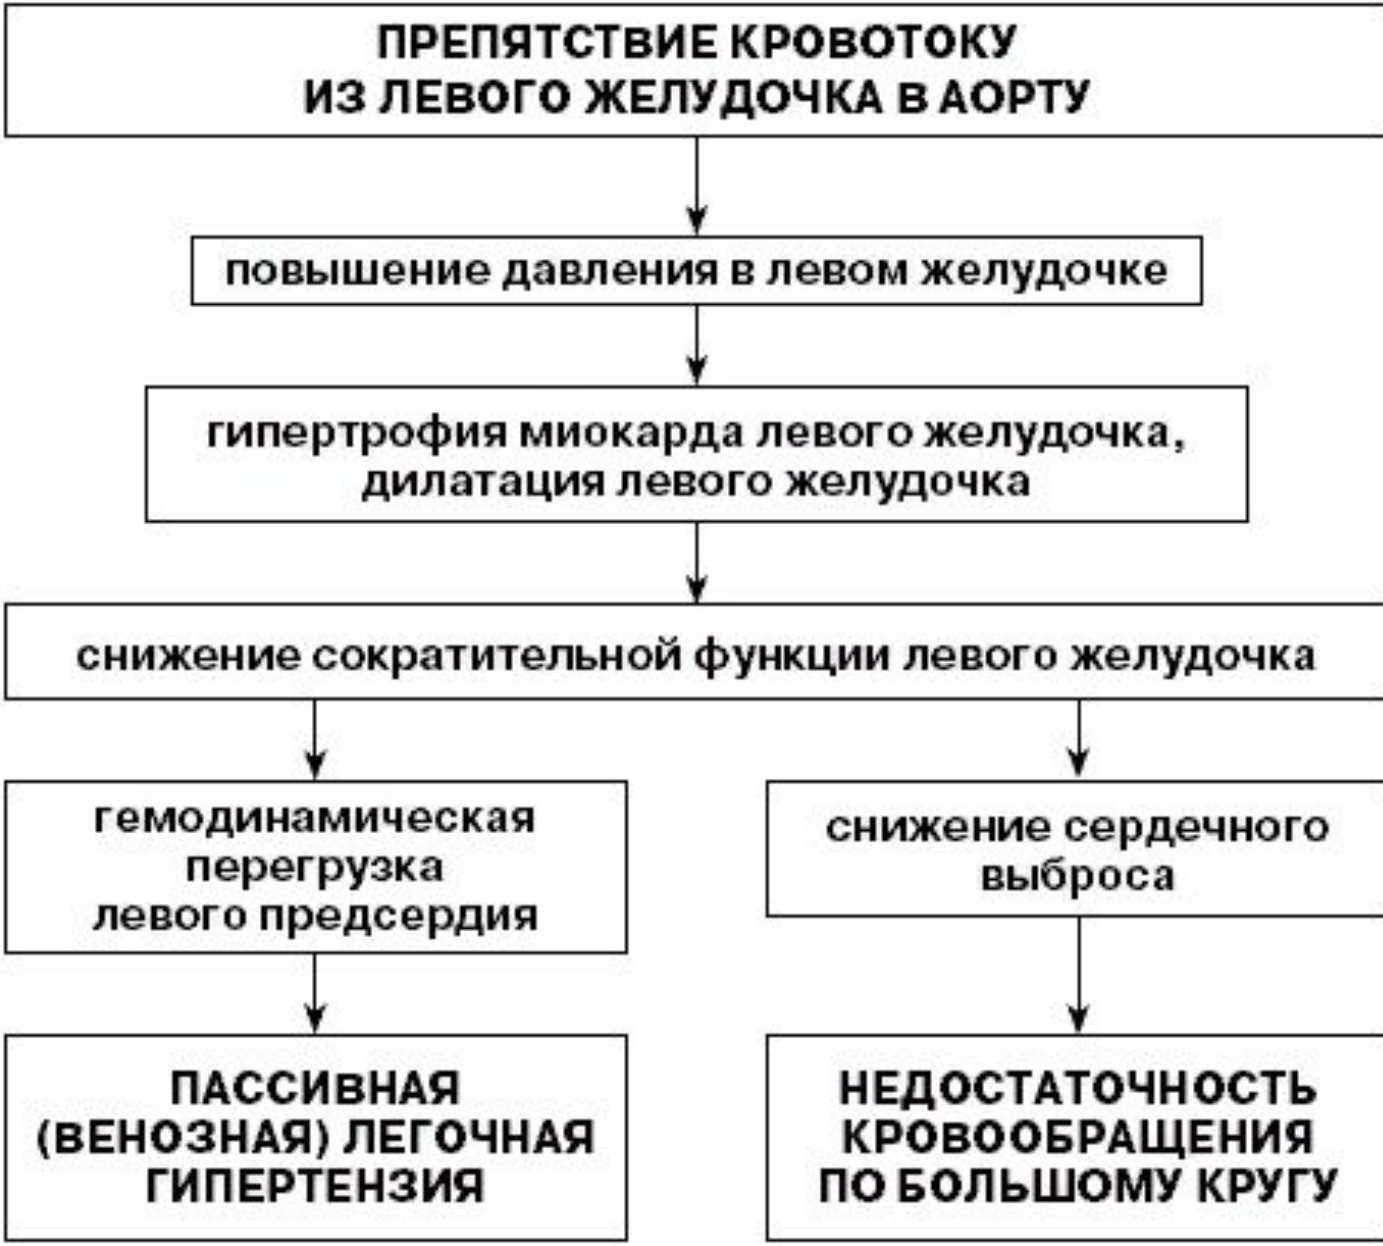 ПРЕПЯТСТВИЕ КРОВОТОКУ
ИЗ ЛЕВОГО ЖЕЛУДОЧКА В АОРТУ
повышение давления в левом желудочке
гипертрофия миокарда левого желудочка,
дилатация левого желудочка
снижение сократительной функции левого желудочка
гемодинамическая
перегрузка
левого предсердия
снижение сердечного
выброса
ПАССИВНАЯ
(ВЕНОЗНАЯ) ЛЕГОЧНАЯ
ГИПЕРТЕНЗИЯ
НЕДОСТАТОЧНОСТЬ
КРОВООБРАЩЕНИЯ
ПО БОЛЬШОМУ КРУГУ